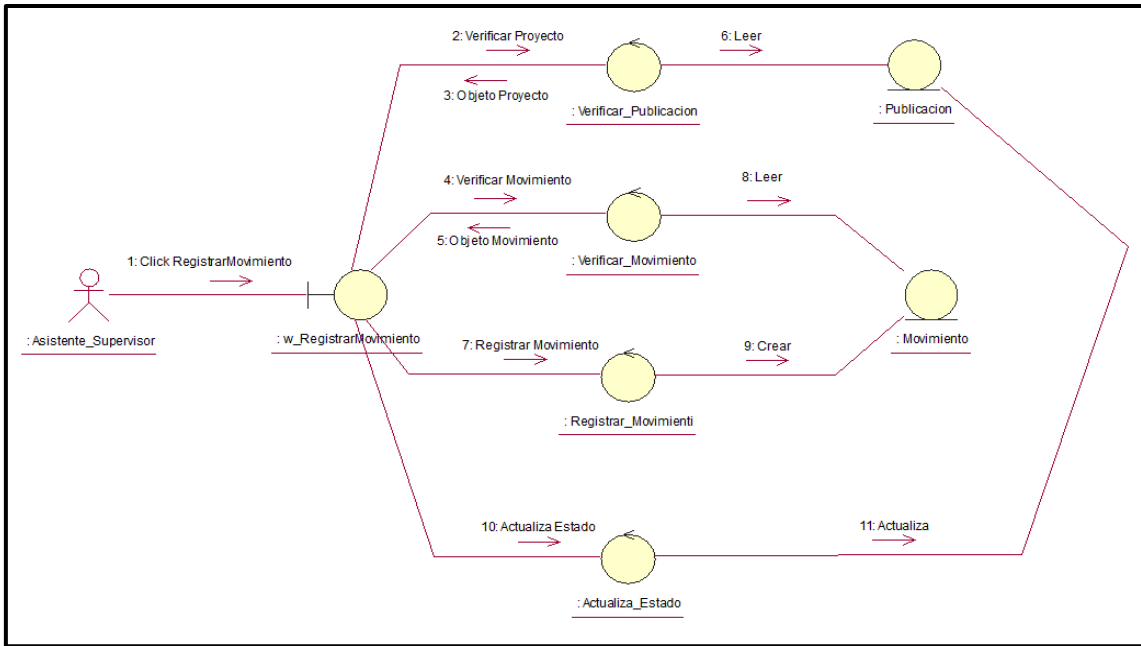 2: Verificar Proyecto
6: Leer
3: Objeto Proyecto
: Verificar_Publicacion
: Publicacion
4: Verificar Movimiento
8: Leer
5: Objeto Movimiento
: Verificar_Movimiento
1: Click RegistrarMovimiento
: Asistente_Supervisor
: w_RegistrarMovimiento
: Movimiento
7: Registrar Movimiento
9: Crear
: Registrar_Movimienti
10: Actualiza Estado
11: Actualiza
: Actualiza_Estado